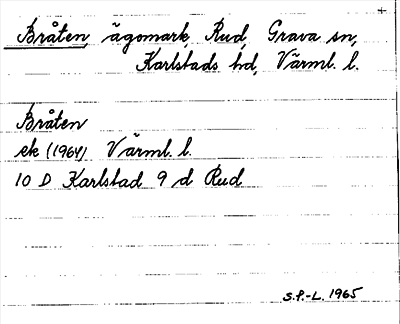 +
Bråten, ägomark, Rud, Grava sn,
Karlstads hd, Värml. l.
Bråten
ek (1964) Värml. l.
10 D Karlstad 9 d Rud
S.P.-L. 1965